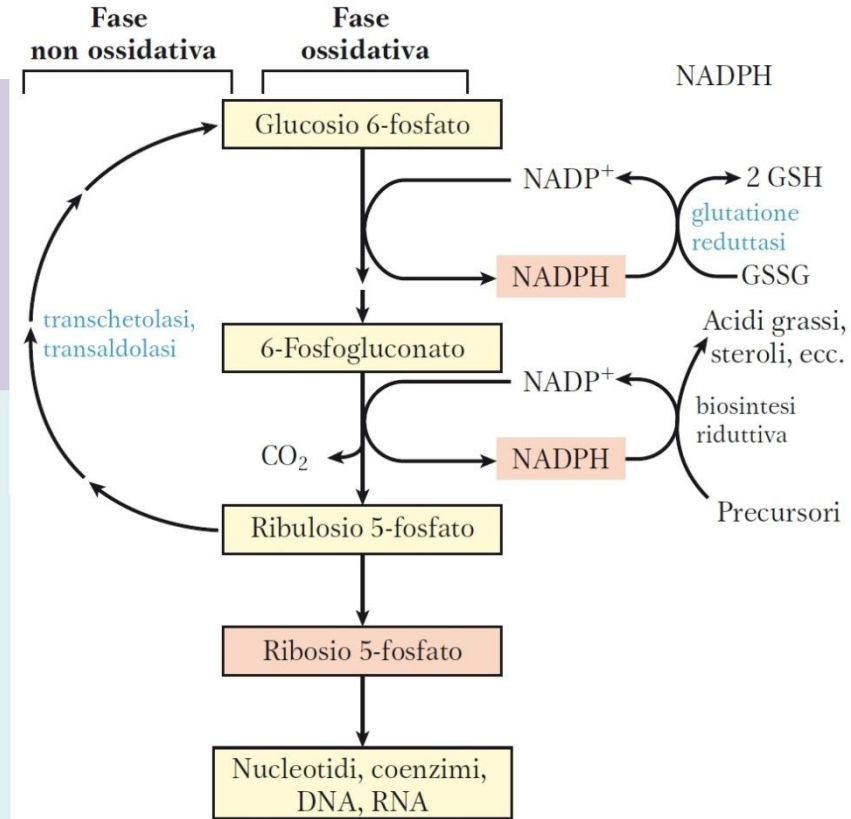 Fase
non ossidativa
Fase
ossidativa
NADPH
Glucosio 6-fosfato
NADP+
2 GSH
glutatione
reduttasi
NADPH
GSSG
transchetolasi,
transaldolasi
6-Fosfogluconato
Acidi grassi,
steroli, ecc.
NADP+
biosintesi
riduttiva
CO2
NADPH
Precursori
Ribulosio 5-fosfato
Ribosio 5-fosfato
Nucleotidi, coenzimi,
DNA, RNA